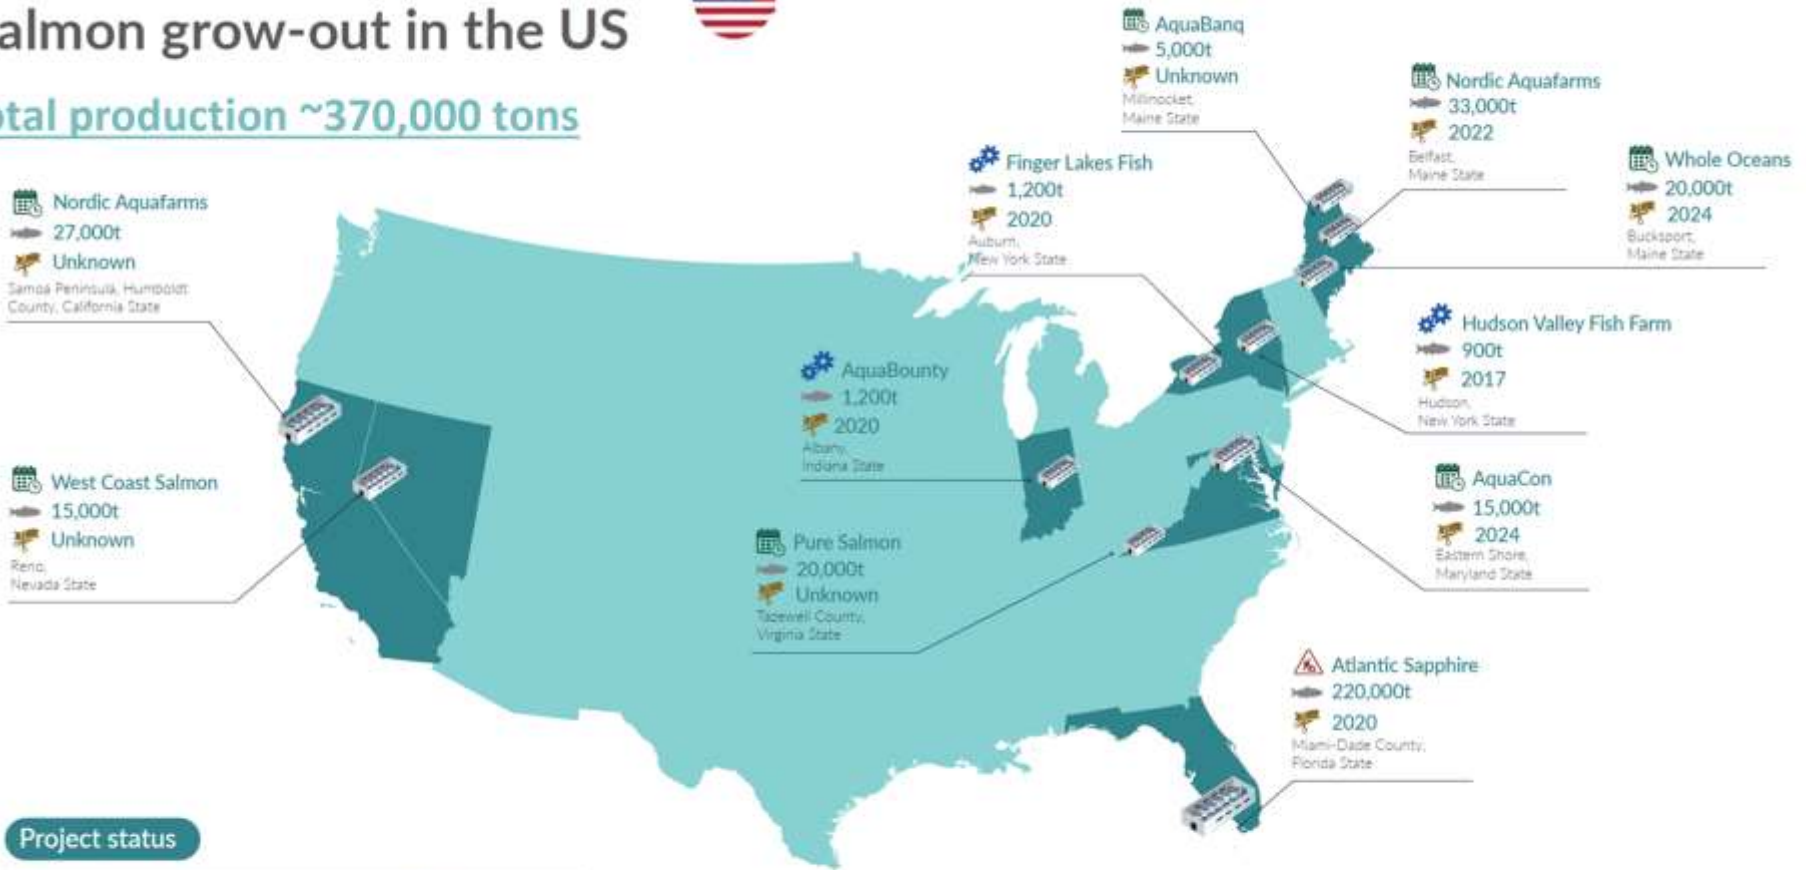 almon grow-out in the US
otal production ~370,000 tons
AquaBanq
5,000t
Unknown
Millinocket,
Maine State
Nordic Aquafarms
33,000t
2022
Belfast,
Maine State
Whole Oceans
20,000t
2024
Bucksport,
Maine State
Finger Lakes Fish
1,200t
2020
Auburn,
New York State
Nordic Aquafarms
27,000t
Unknown
Samoa Peninsula, Humboldt
County, California State
Hudson Valley Fish Farm
900t
2017
Hudson,
New York State
AquaBounty
1,200t
2020
Albany,
Indiana State
West Coast Salmon
15,000t
Unknown
Reno,
Nevada State
AquaCon
15,000t
2024
Eastern Shore,
Maryland State
Pure Salmon
20,000t
Unknown
Tazewell County,
Virginia State
Atlantic Sapphire
220,000t
2020
Miami-Dade County,
Florida State
Project status